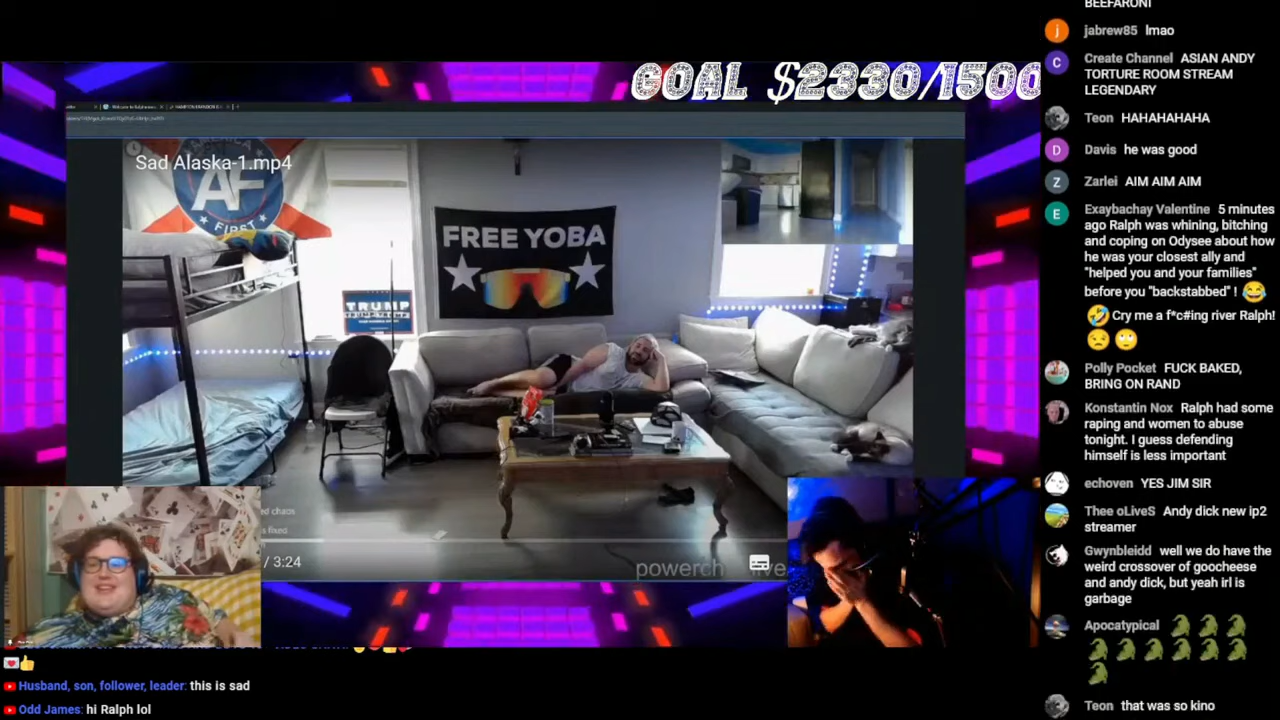 GOAL $2330/1500
Sad Alaska-1.mp4
AMERICA
AF
FIRST
FREE YOBA
TRUMP
ed chaos
s fixed
/ 3:24
powerch live
BEEFARONI
jabrew85 lmao
Create Channel ASIAN ANDY
TORTURE ROOM STREAM
LEGENDARY
Teon HAHAHAHAHA
Davis he was good
Zarlei AIM AIM AIM
Exaybachay Valentine 5 minutes
ago Ralph was whining, bitching
and coping on Odysee about how
he was your closest ally and
"helped you and your families"
before you "backstabbed" ! 😂
🤣 Cry me a f*c#ing river Ralph!
😒 🙄
Polly Pocket FUCK BAKED,
BRING ON RAND
Konstantin Nox Ralph had some
raping and women to abuse
tonight. I guess defending
himself is less important
echoven YES JIM SIR
Thee oLiveS Andy dick new ip2
streamer
Gwynbleidd well we do have the
weird crossover of goocheese
and andy dick, but yeah irl is
garbage
Apocatypical 🐊 🐊 🐊
🐊 🐊 🐊 🐊 🐊 🐊
🐊
Teon that was so kino
💌👍
Husband, son, follower, leader: this is sad
Odd James: hi Ralph lol